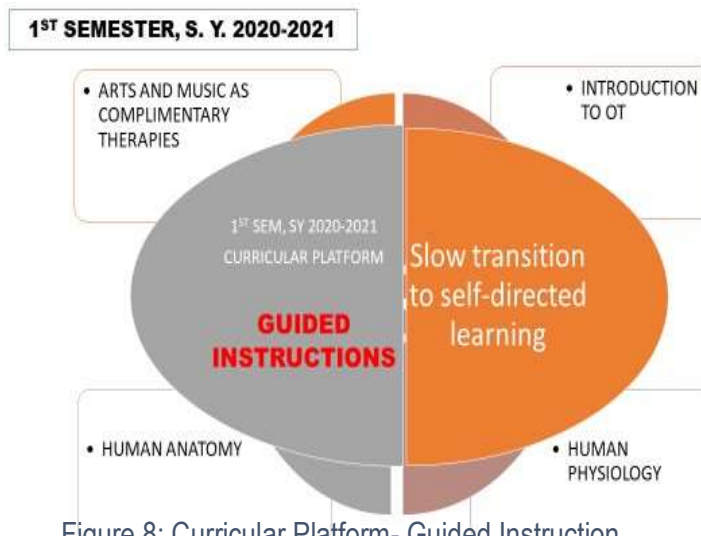 1ST SEMESTER, S. Y. 2020-2021
• ARTS AND MUSIC AS
COMPLIMENTARY
THERAPIES
• INTRODUCTION
TO OT
1ST SEM, SY 2020-2021
CURRICULAR PLATFORM
GUIDED
INSTRUCTIONS
Slow transition
to self-directed
learning
• HUMAN ANATOMY
• HUMAN
PHYSIOLOGY
Figure 8: Curricular Platform- Guided Instruction